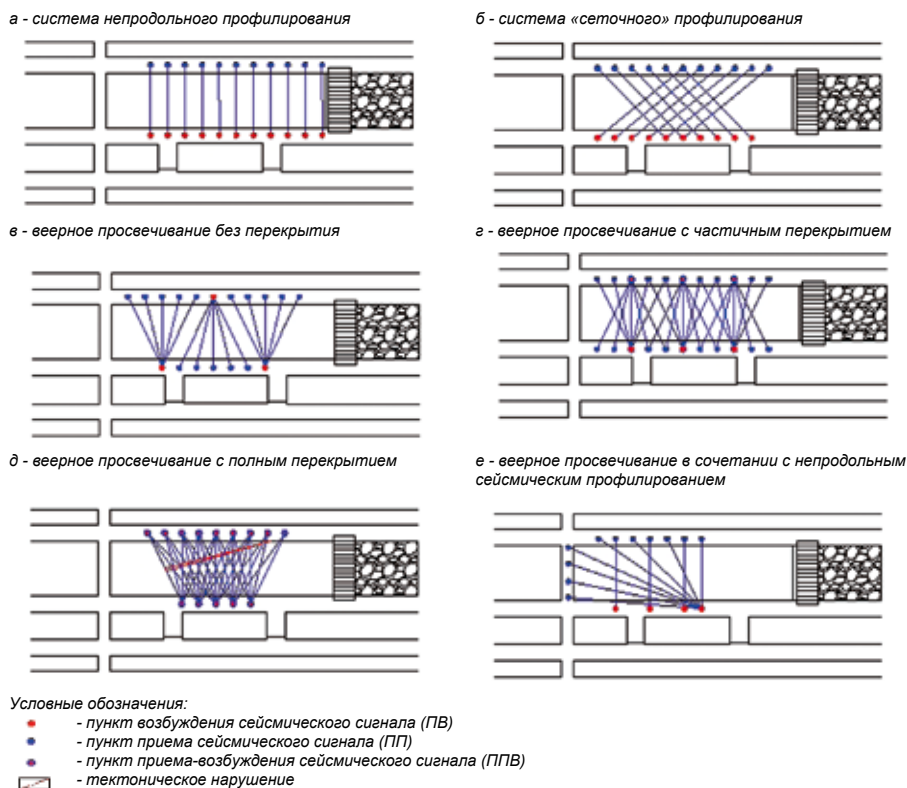 а - система непродольного профилирования
б - система «сеточного» профилирования
в - веерное просвечивание без перекрытия
г - веерное просвечивание с частичным перекрытием
д - веерное просвечивание с полным перекрытием
е - веерное просвечивание в сочетании с непродольным
сейсмическим профилированием
Условные обозначения:
- пункт возбуждения сейсмического сигнала (ПВ)
- пункт приема сейсмического сигнала (ПП)
- пункт приема-возбуждения сейсмического сигнала (ППВ)
- тектоническое нарушение